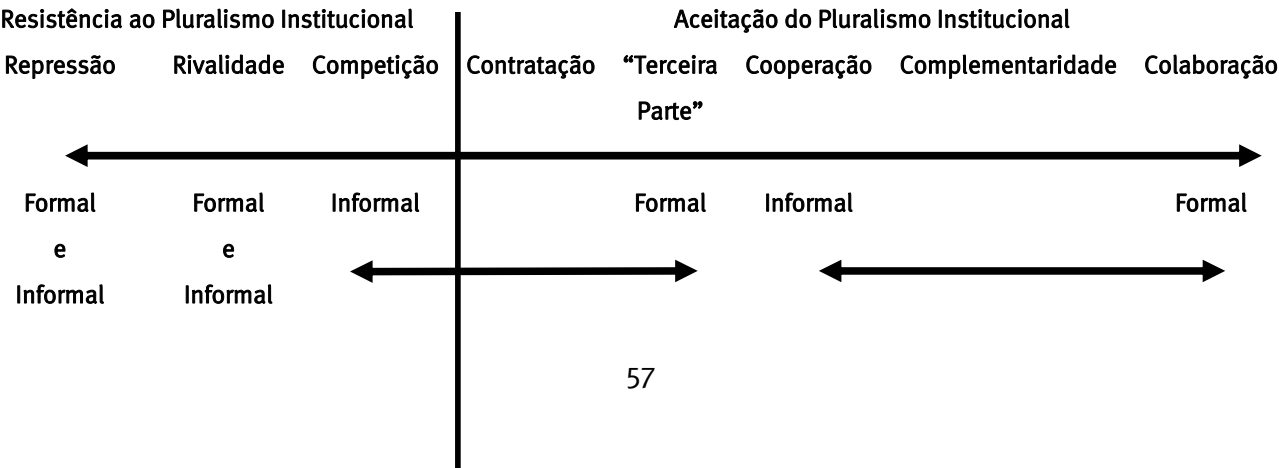 Resistência ao Pluralismo Institucional Aceitação do Pluralismo Institucional
Repressão Rivalidade Competição Contratação “Terceira Cooperação Complementaridade Colaboração
Parte”
Formal Formal Informal Formal Informal Formal
e e
Informal Informal
57